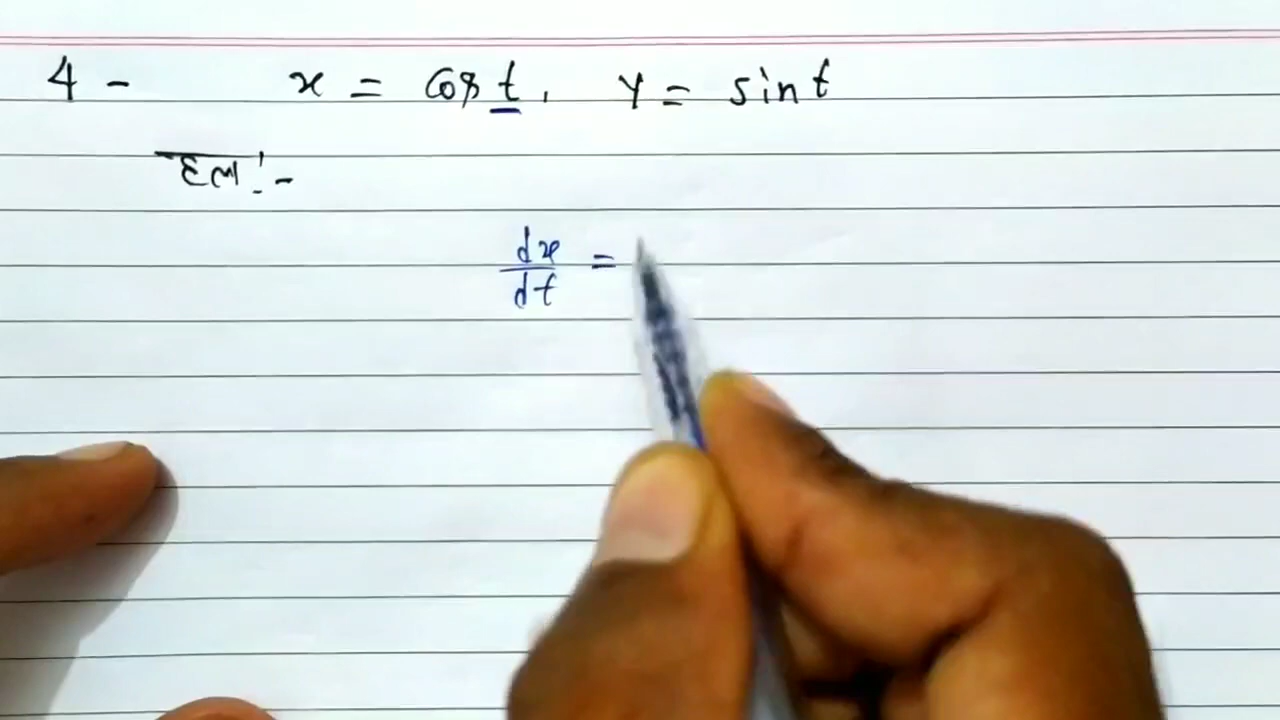 4 - x = cos t, y = sin t
हल :-
dx/dt =